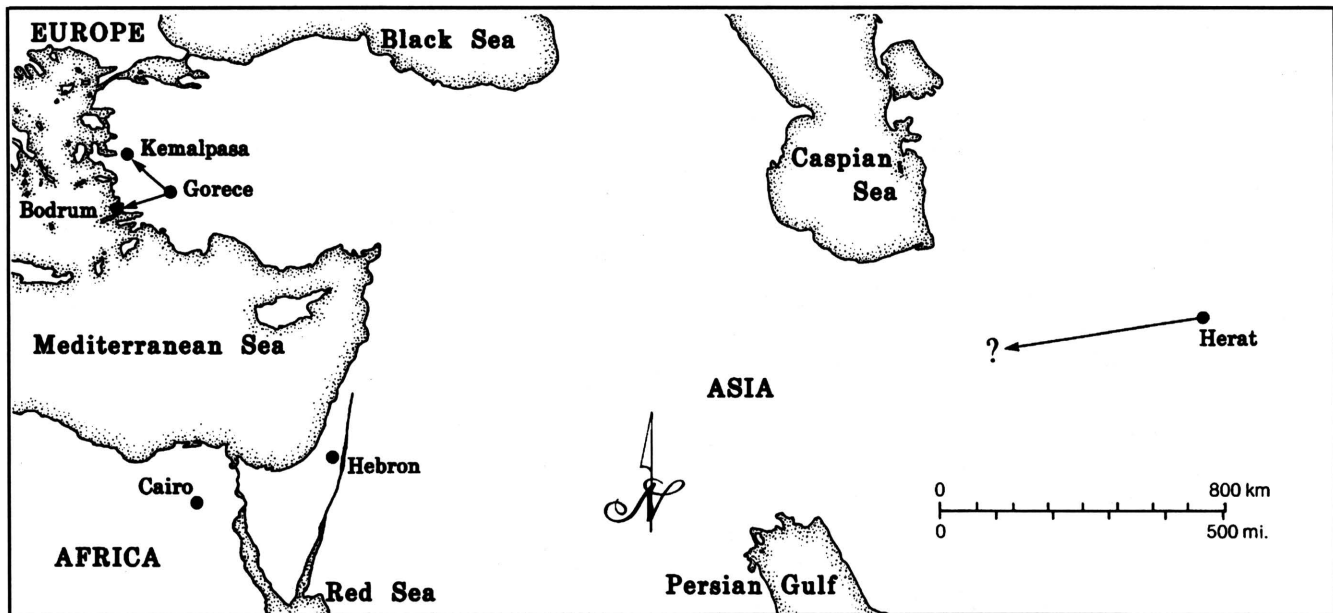 EUROPE
Black Sea
Kemalpasa
Gorece
Bodrum
Caspian
Sea
Mediterranean Sea
?
Herat
ASIA
Hebron
Cairo
N
0 800 km
0 500 mi.
AFRICA
Red Sea
Persian Gulf